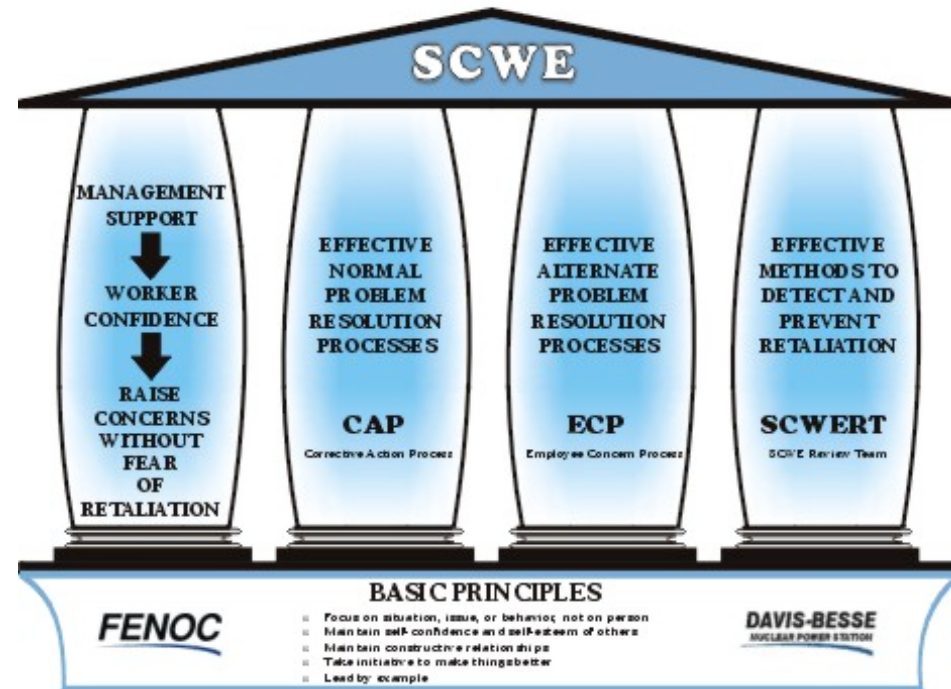 SCWE
MANAGEMENT
SUPPORT
WORKER
CONFIDENCE
RAISE
CONCERNS
WITHOUT
FEAR
OF
RETALIATION
EFFECTIVE
NORMAL
PROBLEM
RESOLUTION
PROCESSES
CAP
Corrective Action Process
EFFECTIVE
ALTERNATE
PROBLEM
RESOLUTION
PROCESSES
ECP
Employee Concern Process
EFFECTIVE
METHODS TO
DETECT AND
PREVENT
RETALIATION
SCWERT
SCWE Review Team
BASIC PRINCIPLES
Focus on situation, issue, or behavior, not on person
Maintain self-confidence and self-esteem of others
Maintain constructive relationships
Take initiative to make things better
Lead by example
FENOC
DAVIS-BESSE
NUCLEAR POWER STATION